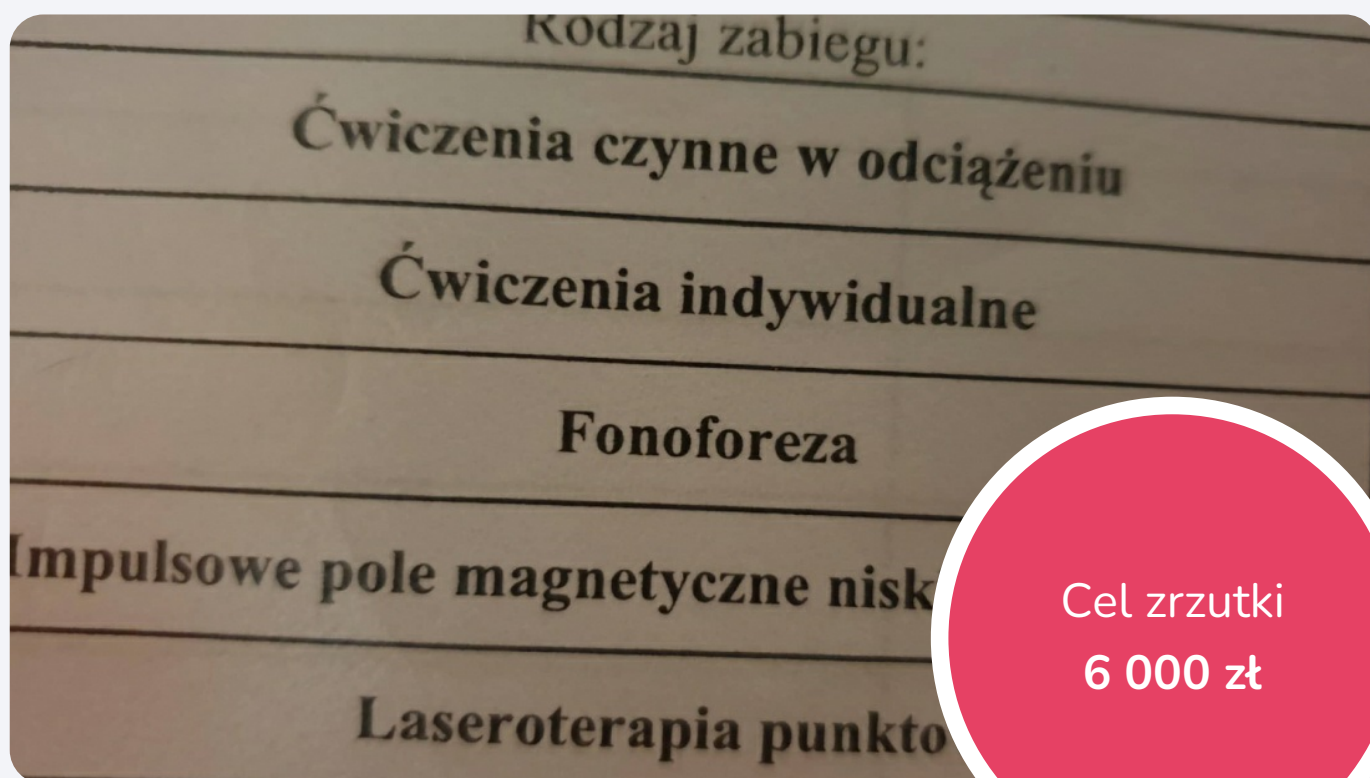 Rodzaj zabiegu:
Ćwiczenia czynne w odciążeniu
Ćwiczenia indywidualne
Fonoforeza
Impulsowe pole magnetyczne nisk
Laseroterapia punkto
Cel zrzutki
6 000 zł